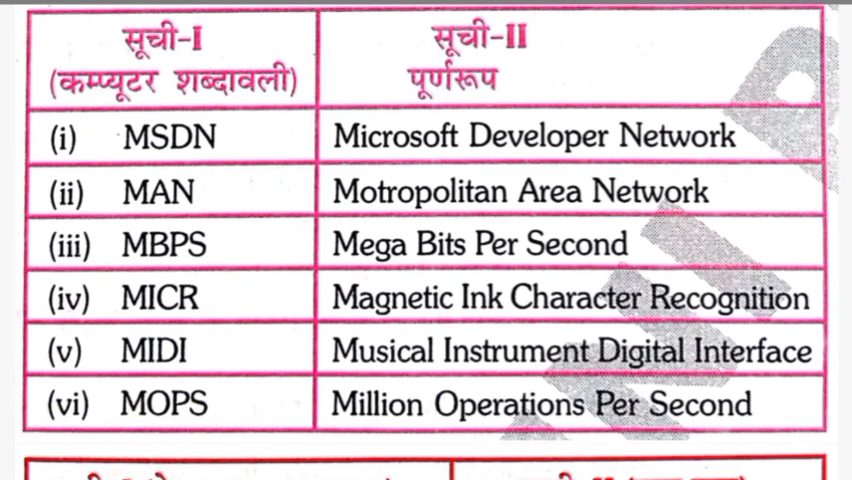 सूची-I सूची-II
(कम्प्यूटर शब्दावली) पूर्णरूप
(i) MSDN Microsoft Developer Network
(ii) MAN Motropolitan Area Network
(iii) MBPS Mega Bits Per Second
(iv) MICR Magnetic Ink Character Recognition
(v) MIDI Musical Instrument Digital Interface
(vi) MOPS Million Operations Per Second